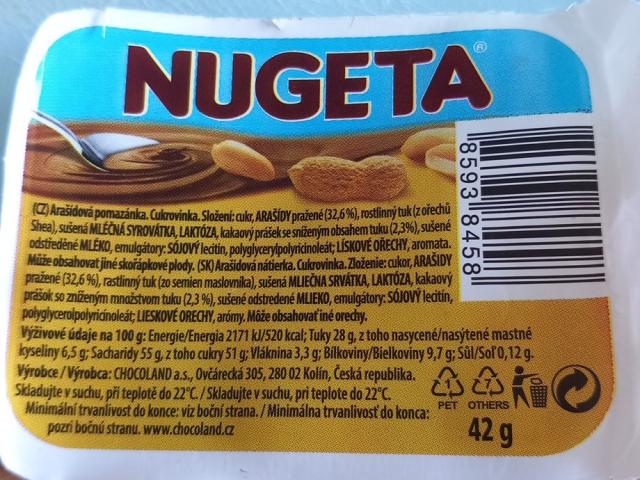 NUGETA®
8593 8458
(CZ) Arašídová pomazánka. Cukrovinka. Složení: cukr, ARAŠÍDY pražené (32,6 %), rostlinný tuk (z ořechů
Shea), sušená MLÉČNÁ SYROVÁTKA, LAKTÓZA, kakaový prášek se sníženým obsahem tuku (2,3%), sušené
odstředěné MLÉKO, emulgátory: SÓJOVÝ lecitin, polyglycerylpolyricinoleát; LÍSKOVÉ OŘECHY, aromata.
Může obsahovat jiné skořápkové plody. (SK) Arašidová nátierka. Cukrovinka. Zloženie: cukor, ARAŠIDY
pražené (32,6 %), rastlinný tuk (zo semien maslovníka), sušená MLIEČNA SRVÁTKA, LAKTÓZA, kakaový
prášok so zníženým množstvom tuku (2,3 %), sušené odstredené MLIEKO, emulgátory: SÓJOVÝ lecitín,
polyglycerolpolyricinoleát; LIESKOVÉ ORECHY, arómy. Môže obsahovať iné orechy.
Výživové údaje na 100 g: Energie/Energia 2171 kJ/520 kcal; Tuky 28 g, z toho nasycené/nasýtené mastné
kyseliny 6,5 g; Sacharidy 55 g, z toho cukry 51 g; Vláknina 3,3 g; Bílkoviny/Bielkoviny 9,7 g; Sůl/Soľ 0,12 g.
Výrobce / Výrobca: CHOCOLAND a.s., Ovčárecká 305, 280 02 Kolín, Česká republika.
Skladujte v suchu, při teplotě do 22°C. / Skladujte v suchu, pri teplote do 22°C.
Minimální trvanlivost do konce: viz boční strana. / Minimálna trvanlivosť do konca:
pozri bočnú stranu. www.chocoland.cz
1 7
PET OTHERS
42 g